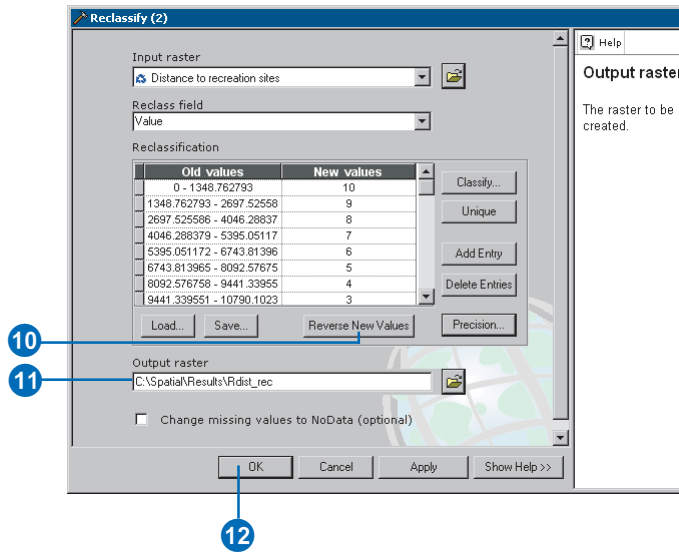 Reclassify (2)
Input raster
Distance to recreation sites
Reclass field
Value
Reclassification
Old values New values
0 - 1348.762793 10
1348.762793 - 2697.52558 9
2697.525586 - 4046.28837 8
4046.288379 - 5395.05117 7
5395.051172 - 6743.81396 6
6743.813965 - 8092.57675 5
8092.576758 - 9441.33955 4
9441.339551 - 10790.1023 3
Classify...
Unique
Add Entry
Delete Entries
Load... Save... Reverse New Values Precision...
10
Output raster
11
C:\Spatial\Results\Rdist_rec
Change missing values to NoData (optional)
OK Cancel Apply Show Help >>
12
Help
Output raster
The raster to be
created.